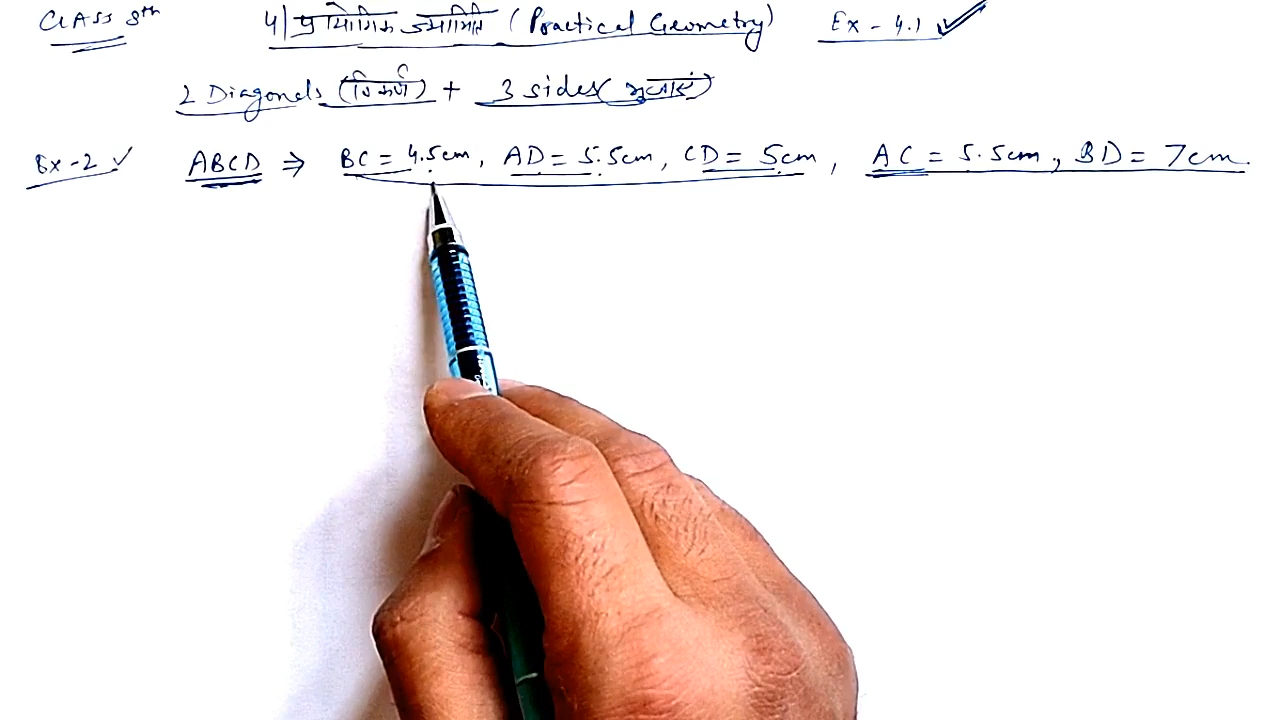 CLASS 8th 4| प्रायोगिक ज्यामिति (Practical Geometry) Ex - 4.1 ✓
2 Diagonals (विकर्ण) + 3 sides (भुजाएं)
Ex-2 ✓ ABCD ⇒ BC = 4.5cm, AD = 5.5cm, CD = 5cm, AC = 5.5cm, BD = 7cm.